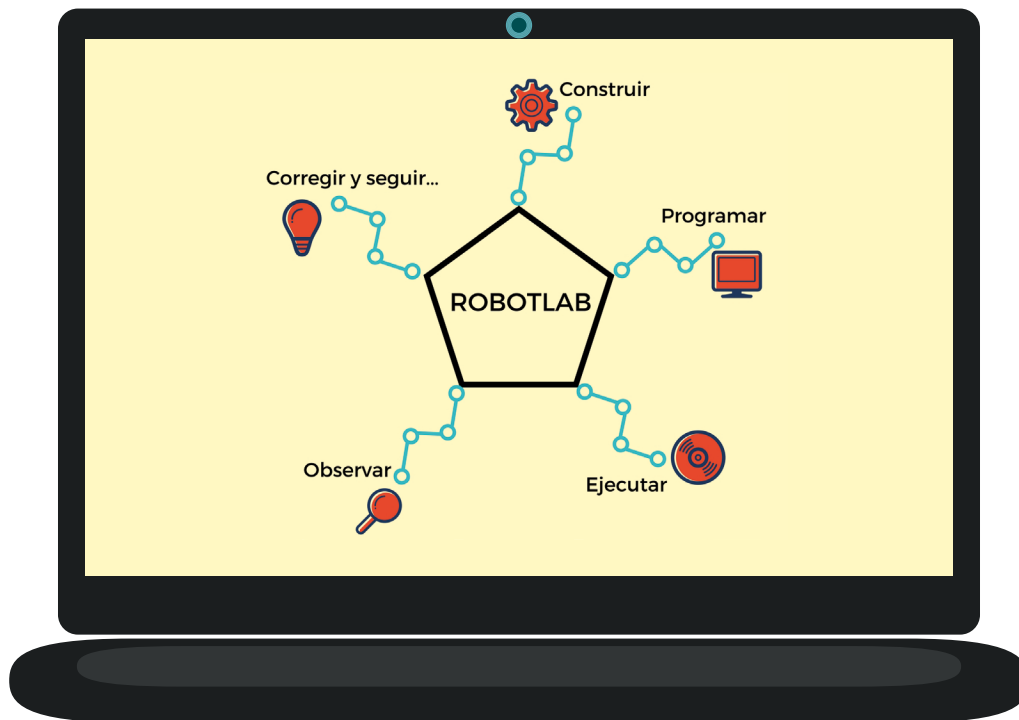 Construir
Corregir y seguir...
Programar
ROBOTLAB
Observar
Ejecutar